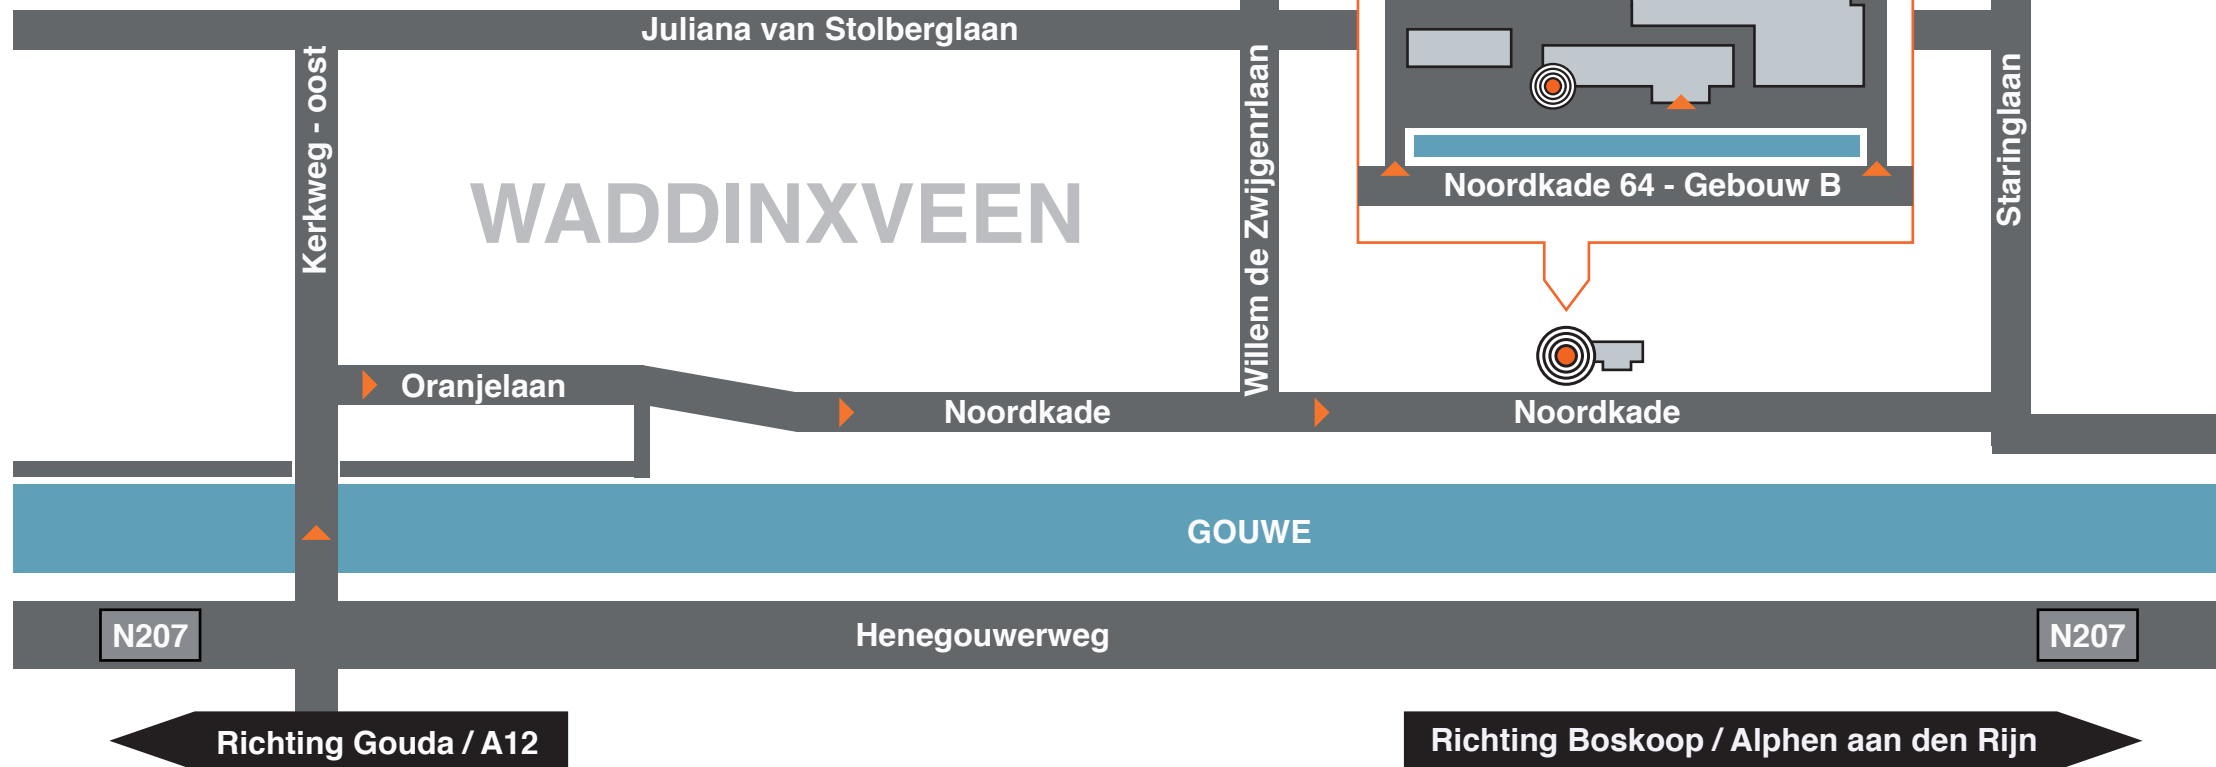 Juliana van Stolberglaan
Kerkweg - oost
Willem de Zwijgenrlaan
Staringlaan
Noordkade 64 - Gebouw B
WADDINXVEEN
Oranjelaan
Noordkade
Noordkade
GOUWE
N207
Henegouwerweg
N207
Richting Gouda / A12
Richting Boskoop / Alphen aan den Rijn